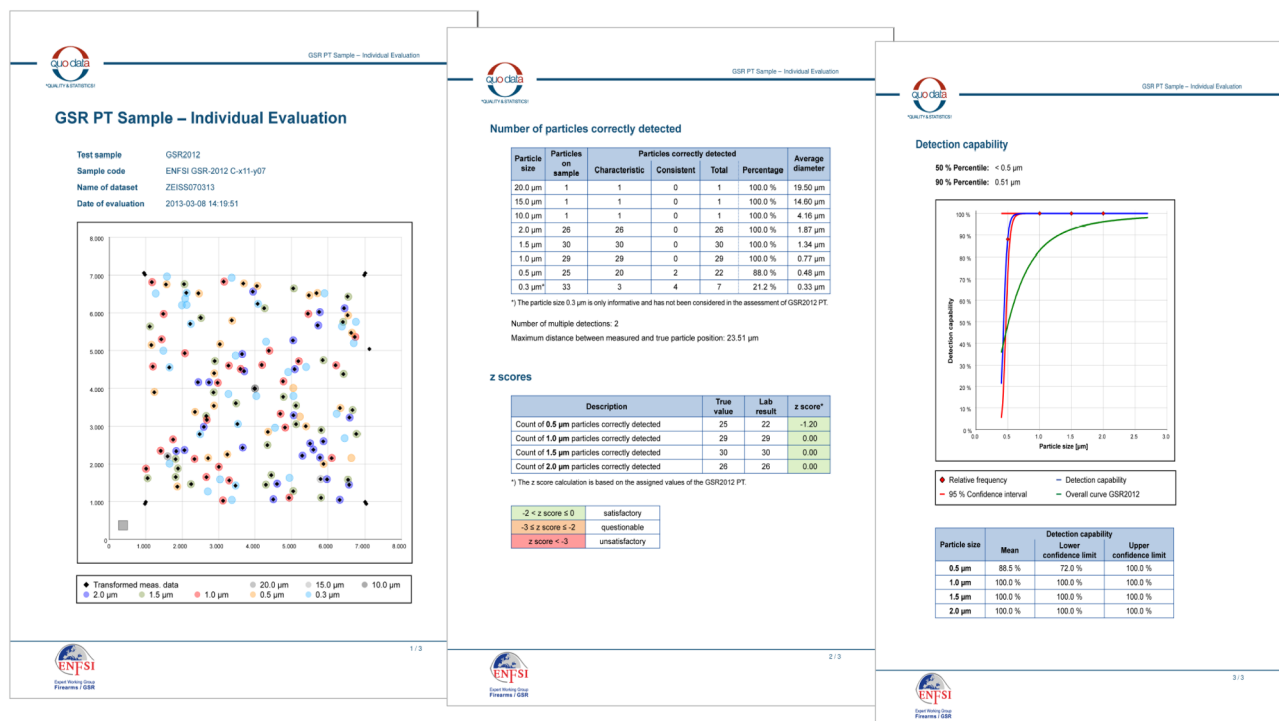 GSR PT Sample – Individual Evaluation
quo data
*QUALITY & STATISTICS!
GSR PT Sample – Individual Evaluation
Test sample GSR2012
Sample code ENFSI GSR-2012 C-x11-y07
Name of dataset ZEISS070313
Date of evaluation 2013-03-08 14:19:51
8.000
7.000
6.000
5.000
4.000
3.000
2.000
1.000
0 1.000 2.000 3.000 4.000 5.000 6.000 7.000 8.000
Transformed meas. data 20.0 µm 15.0 µm 10.0 µm
2.0 µm 1.5 µm 1.0 µm 0.5 µm 0.3 µm
1 / 3
ENFSI
Expert Working Group
Firearms / GSR
GSR PT Sample – Individual Evaluation
quo data
*QUALITY & STATISTICS!
Number of particles correctly detected
Particle size Particles on sample Particles correctly detected Average diameter
Characteristic Consistent Total Percentage
20.0 µm 1 1 0 1 100.0 % 19.50 µm
15.0 µm 1 1 0 1 100.0 % 14.60 µm
10.0 µm 1 1 0 1 100.0 % 4.16 µm
2.0 µm 26 26 0 26 100.0 % 1.87 µm
1.5 µm 30 30 0 30 100.0 % 1.34 µm
1.0 µm 29 29 0 29 100.0 % 0.77 µm
0.5 µm 25 20 2 22 88.0 % 0.48 µm
0.3 µm* 33 3 4 7 21.2 % 0.33 µm
*) The particle size 0.3 µm is only informative and has not been considered in the assessment of GSR2012 PT.
Number of multiple detections: 2
Maximum distance between measured and true particle position: 23.51 µm
z scores
Description True value Lab result z score*
Count of 0.5 µm particles correctly detected 25 22 -1.20
Count of 1.0 µm particles correctly detected 29 29 0.00
Count of 1.5 µm particles correctly detected 30 30 0.00
Count of 2.0 µm particles correctly detected 26 26 0.00
*) The z score calculation is based on the assigned values of the GSR2012 PT.
-2 < z score ≤ 0 satisfactory
-3 ≤ z score ≤ -2 questionable
z score < -3 unsatisfactory
2 / 3
ENFSI
Expert Working Group
Firearms / GSR
GSR PT Sample – Individual Evaluation
quo data
*QUALITY & STATISTICS!
Detection capability
50 % Percentile: < 0.5 µm
90 % Percentile: 0.51 µm
Detection capability
100 %
90 %
80 %
70 %
60 %
50 %
40 %
30 %
20 %
10 %
0 %
0.0 0.5 1.0 1.5 2.0 2.5 3.0
Particle size [µm]
Relative frequency Detection capability
95 % Confidence interval Overall curve GSR2012
Particle size Detection capability
Mean Lower confidence limit Upper confidence limit
0.5 µm 88.5 % 72.0 % 100.0 %
1.0 µm 100.0 % 100.0 % 100.0 %
1.5 µm 100.0 % 100.0 % 100.0 %
2.0 µm 100.0 % 100.0 % 100.0 %
3 / 3
ENFSI
Expert Working Group
Firearms / GSR